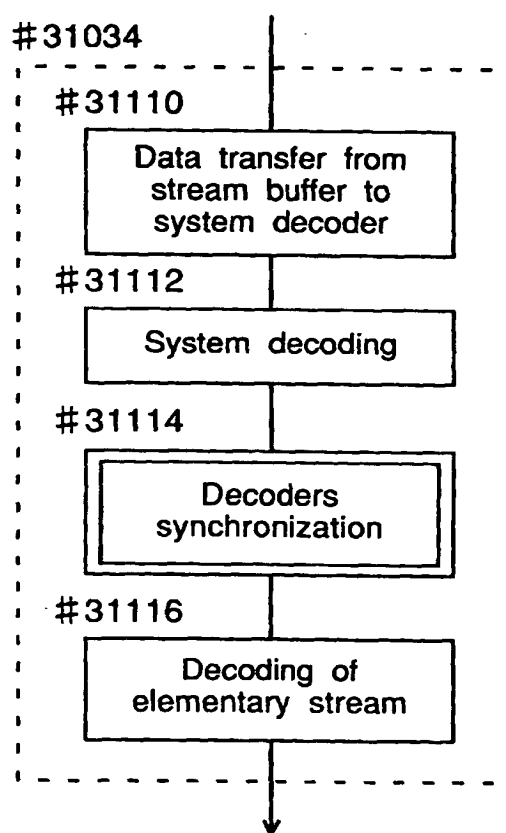 #31034
#31110
Data transfer from
stream buffer to
system decoder
#31112
System decoding
#31114
Decoders
synchronization
#31116
Decoding of
elementary stream